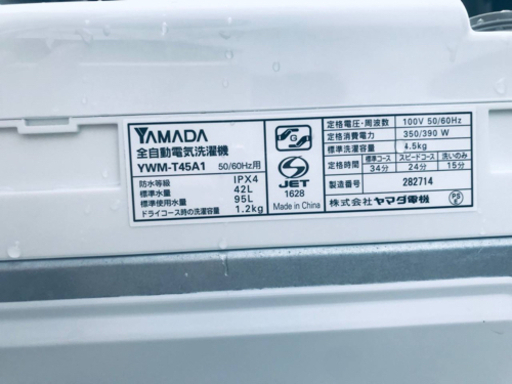 YAMADA
全自動電気洗濯機
YWM-T45A1 50/60Hz用
防水等級 IPX4
標準水量 42L
標準使用水量 95L
ドライコース時の洗濯容量 1.2kg
G
JET
1628
Made in China
定格電圧・周波数 100V 50/60Hz
定格消費電力 350/390 W
標準洗濯容量 4.5kg
定格時間 標準コース スピードコース 洗いのみ
34分 24分 15分
製造番号 282714
株式会社 ヤマダ電機